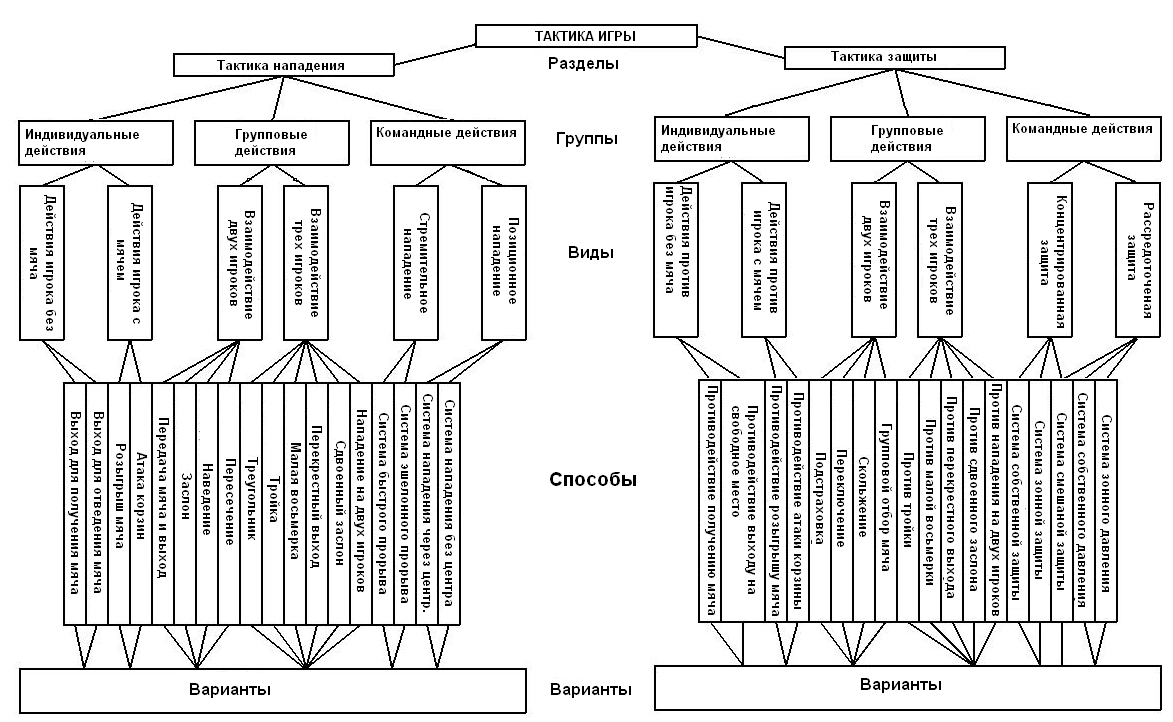 ТАКТИКА ИГРЫ
Тактика нападения
Разделы
Тактика защиты
Индивидуальные
действия
Групповые
действия
Командные действия
Группы
Индивидуальные
действия
Групповые
действия
Командные действия
Действия игрока без
мяча
Действия игрока с
мячем
Взаимодействие
двух игроков
Взаимодействие
трех игроков
Стремительное
нападение
Позиционное
нападение
Виды
Действия против
игрока без мяча
Действия против
игрока с мячем
Взаимодействие
двух игроков
Взаимодействие
трех игроков
Концентрированная
защита
Рассредоточеная
защита
Выход для получения мяча
Выход для отведения мяча
Розыгрыш мяча
Атака корзин
Передача мяча и выход
Заслон
Наведение
Пересечение
Треугольник
Тройка
Малая восьмерка
Перекрестный выход
Сдвоенный заслон
Нападение на двух игроков
Система быстрого прорыва
Система эшелонного прорыва
Система нападения через центр.
Система нападения без центра
Способы
Противодействие получению мяча
Противодействие выходу на
свободное место
Противодействие розыгрышу мяча
Противодействие атаки корзины
Подстраховка
Переключение
Скольжение
Групповой отбор мяча
Против тройки
Против малой восьмерки
Против перекрестного выхода
Против сдвоенного заслона
Против нападения на двух игроков
Система собственной защиты
Система зонной защиты
Система смешаной защиты
Система собственного давления
Система зонного давления
Варианты
Варианты
Варианты